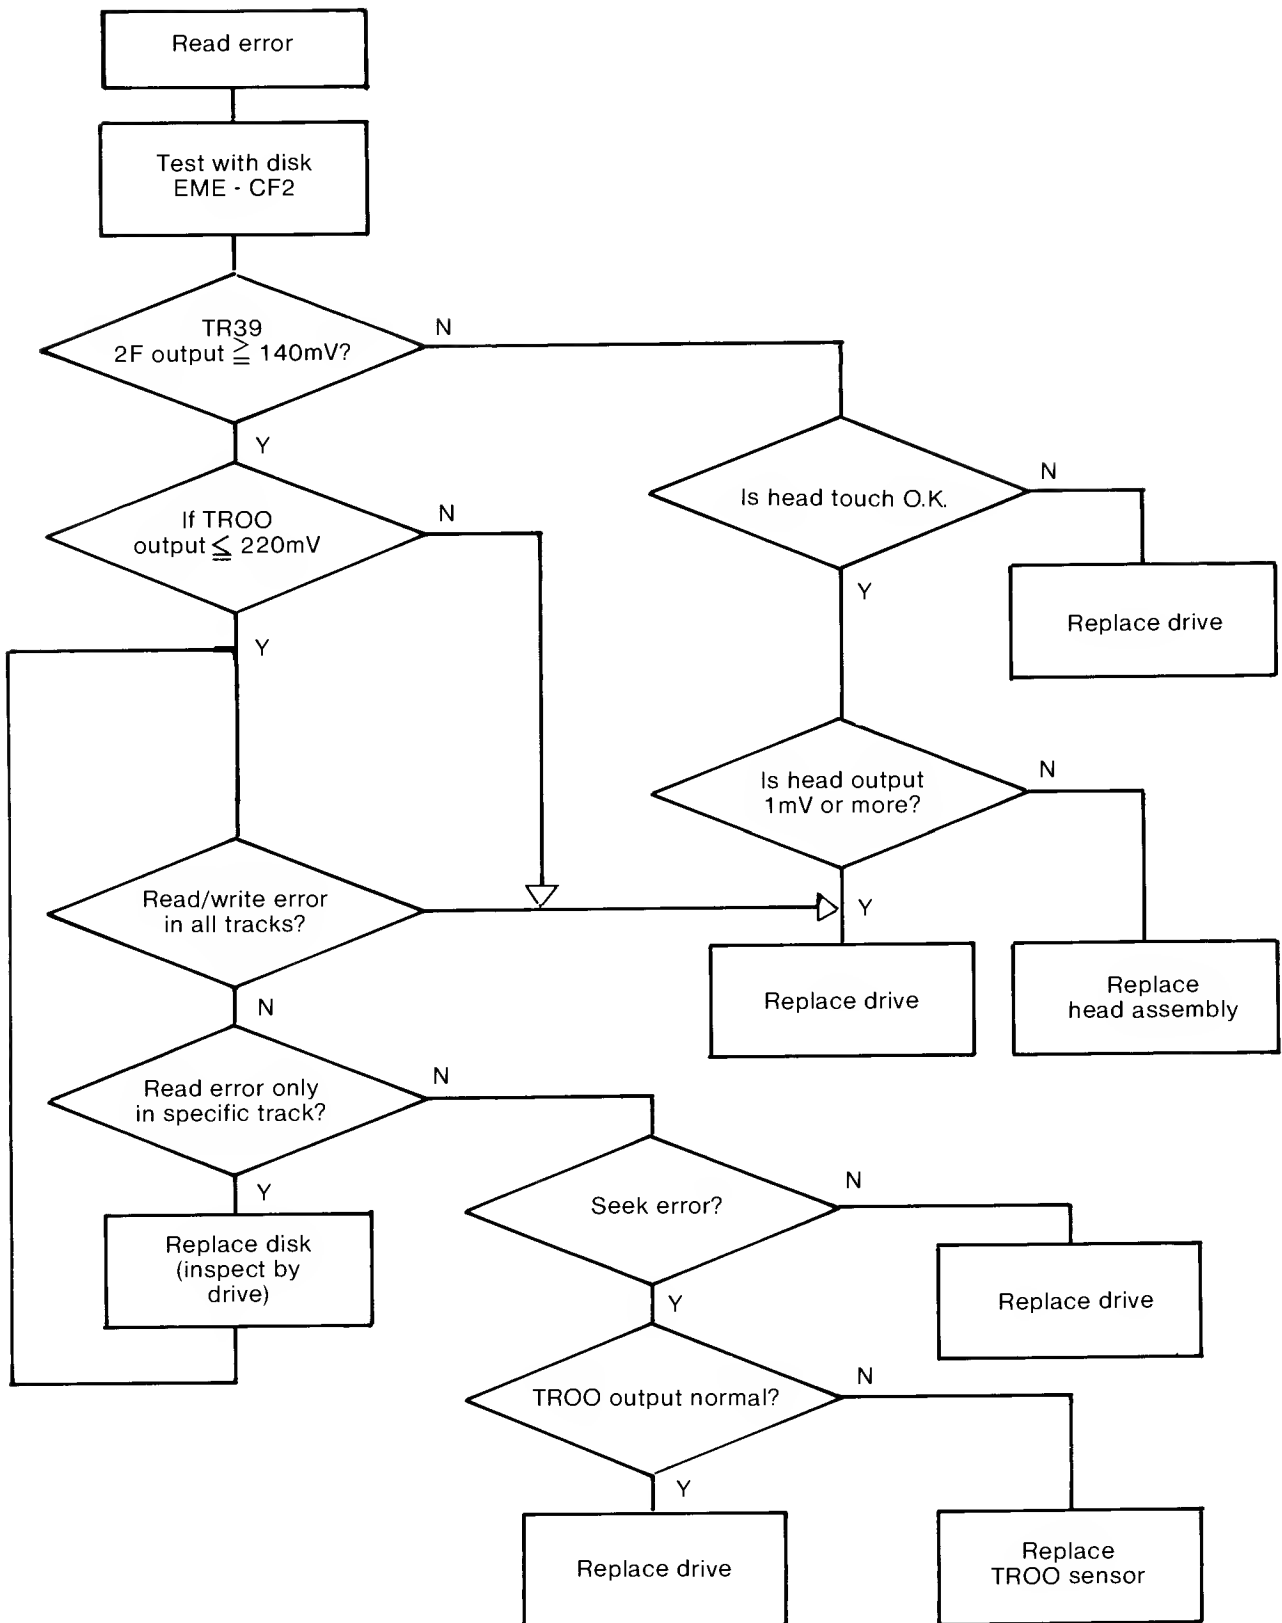 Read error
Test with disk
EME - CF2
TR39
2F output ≧ 140mV?
N
Y
If TROO
output ≦ 220mV
N
Y
Is head touch O.K.
N
Y
Replace drive
Is head output
1mV or more?
N
Y
Read/write error
in all tracks?
N
Replace drive
Replace
head assembly
Read error only
in specific track?
N
Y
Replace disk
(inspect by
drive)
Seek error?
N
Y
Replace drive
TROO output normal?
N
Y
Replace drive
Replace
TROO sensor